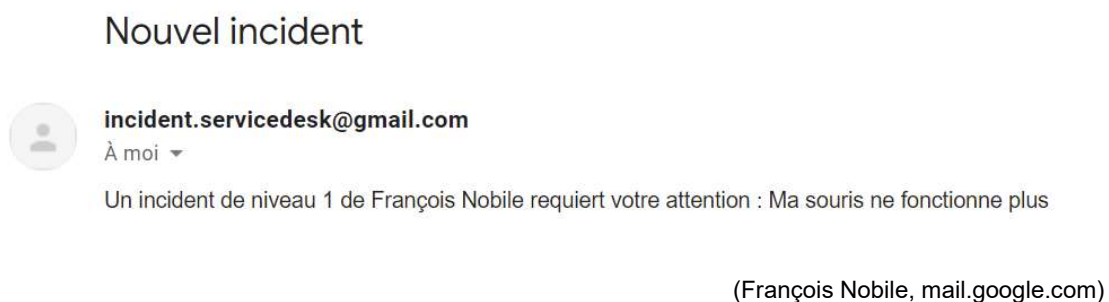 Nouvel incident
incident.servicedesk@gmail.com
À moi
Un incident de niveau 1 de François Nobile requiert votre attention : Ma souris ne fonctionne plus
(François Nobile, mail.google.com)